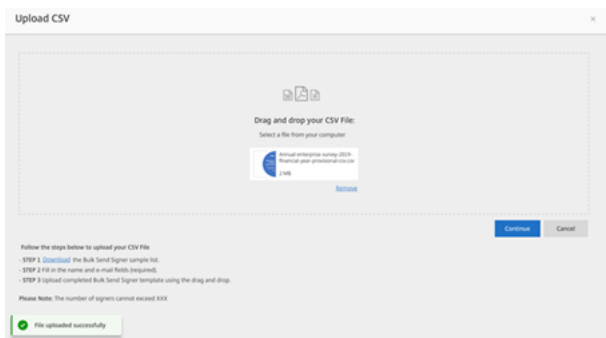 Upload CSV
Drag and drop your CSV File:
Select a file from your computer
Annual-enterprise-survey-2019-
financial-year-provisional-csv.csv
2 MB
Remove
Continue
Cancel
Follow the steps below to upload your CSV File
- STEP 1 Download the Bulk Send Signer sample list.
- STEP 2 Fill in the name and e-mail fields (required).
- STEP 3 Upload completed Bulk Send Signer template using the drag and drop.
Please Note: The number of signers cannot exceed XXX
File uploaded successfully